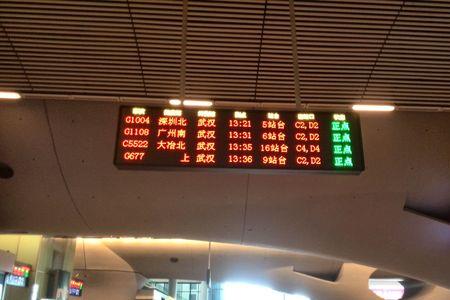 G1004 深圳北 武汉 13:21 5站台 C2,D2 正点
G1108 广州南 武汉 13:31 6站台 C2,D2 正点
C5522 大冶北 武汉 13:35 16站台 C4,D4 正点
G677 上 武汉 13:36 9站台 C2,D2 正点